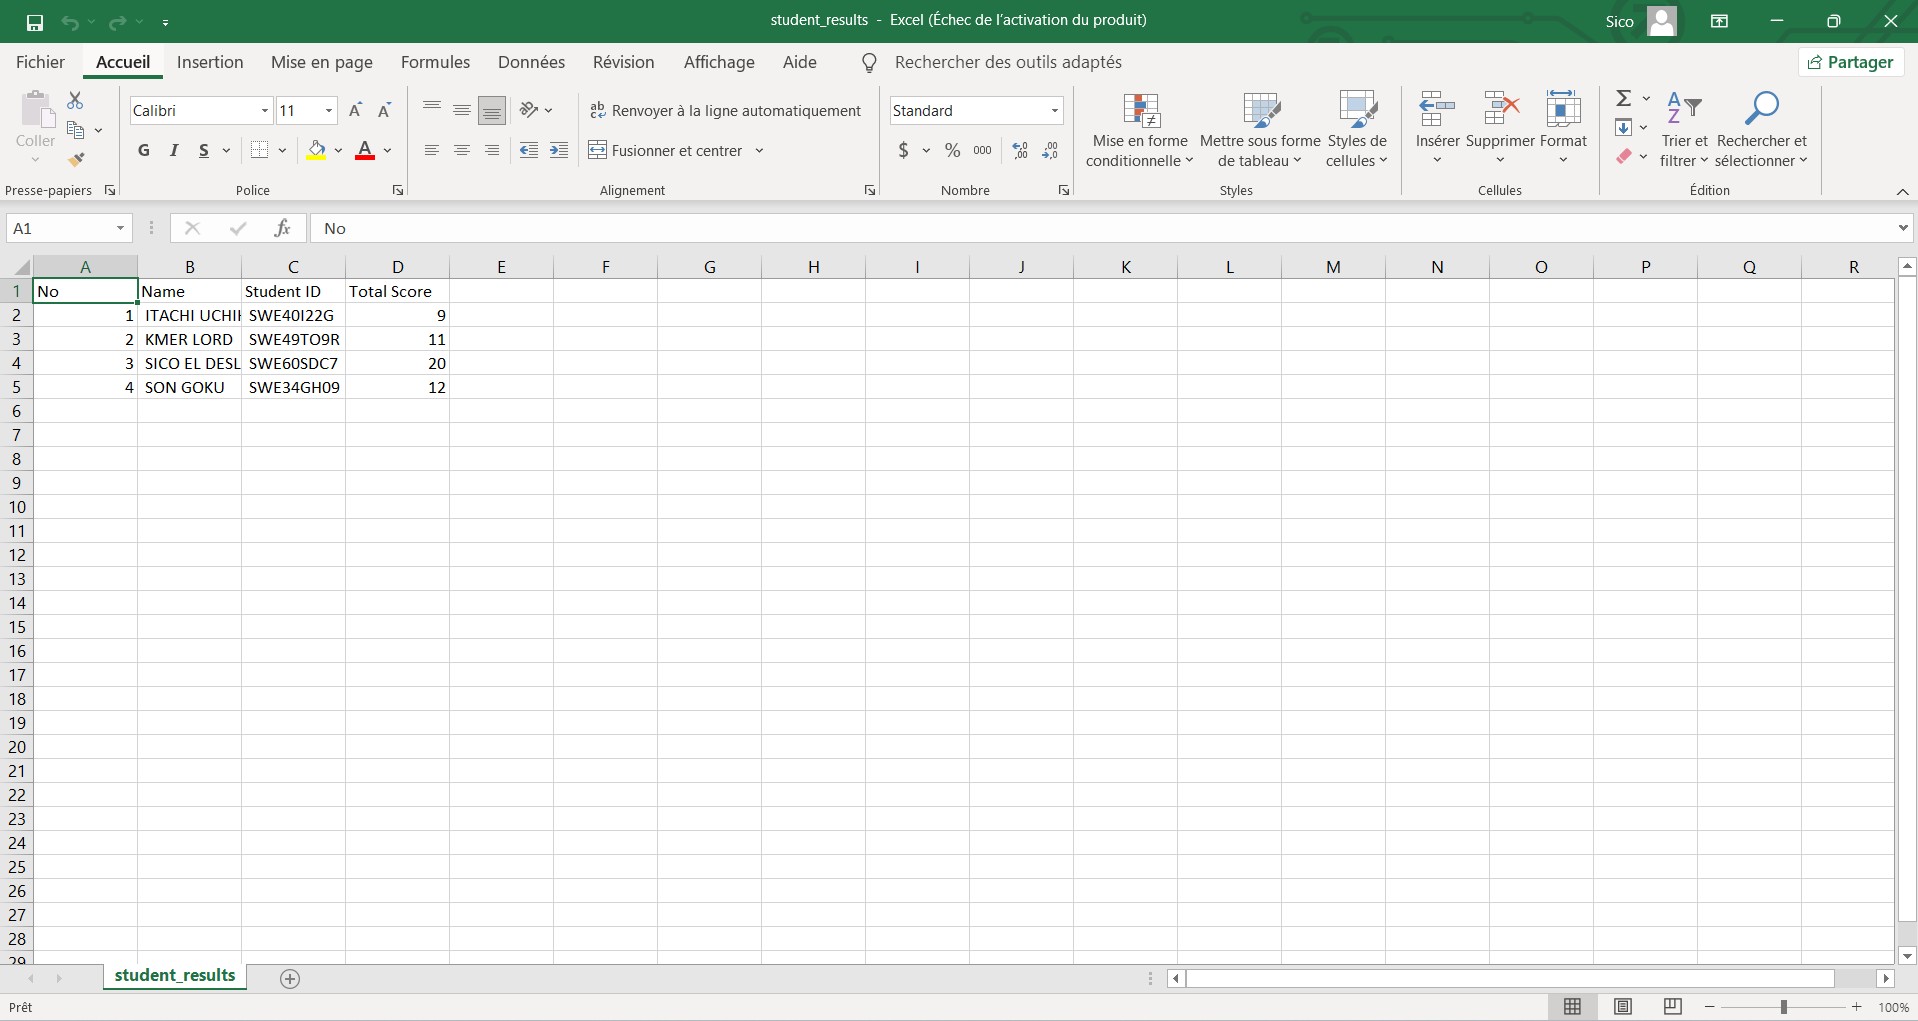 student_results - Excel (Échec de l'activation du produit)
Sico
Fichier Accueil Insertion Mise en page Formules Données Révision Affichage Aide Rechercher des outils adaptés
Partager
Coller
Presse-papiers
Calibri 11
G I S
A
Police
Renvoyer à la ligne automatiquement
Fusionner et centrer
Alignement
Standard
$ % 000
Nombre
Mise en forme conditionnelle
Mettre sous forme de tableau
Styles de cellules
Styles
Insérer Supprimer Format
Cellules
Trier et filtrer
Rechercher et sélectionner
Édition
A1
fx
No
A B C D E F G H I J K L M N O P Q R
1 No Name Student ID Total Score
2 1 ITACHI UCHIH SWE40I22G 9
3 2 KMER LORD SWE49TO9R 11
4 3 SICO EL DESL SWE60SDC7 20
5 4 SON GOKU SWE34GH09 12
6
7
8
9
10
11
12
13
14
15
16
17
18
19
20
21
22
23
24
25
26
27
28
29
student_results
Prêt
100%